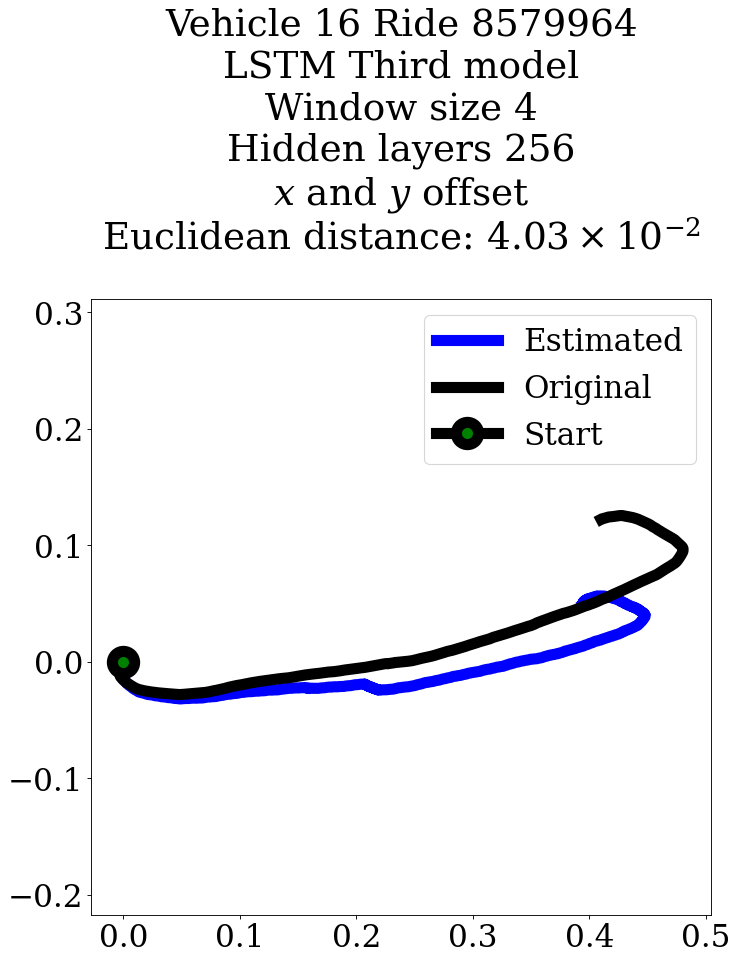 Vehicle 16 Ride 8579964
LSTM Third model
Window size 4
Hidden layers 256
x and y offset
Euclidean distance: 4.03 × 10⁻²
Estimated
Original
Start
0.3
0.2
0.1
0.0
−0.1
−0.2
0.0 0.1 0.2 0.3 0.4 0.5